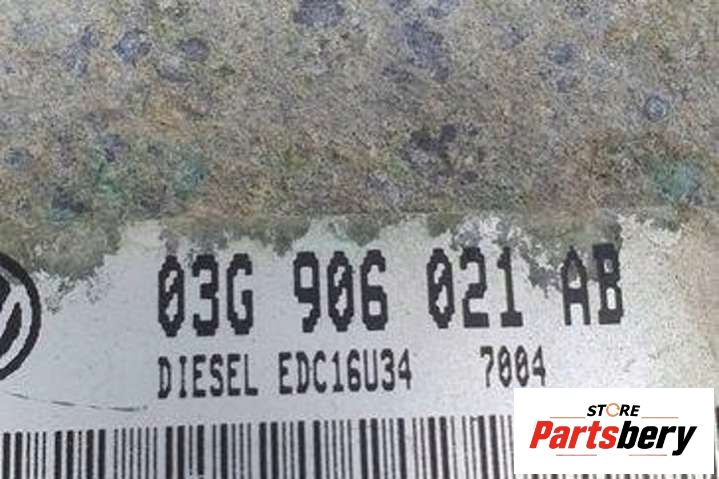 03G 906 021 AB
DIESEL EDC16U34 7004
STORE
Partsbery